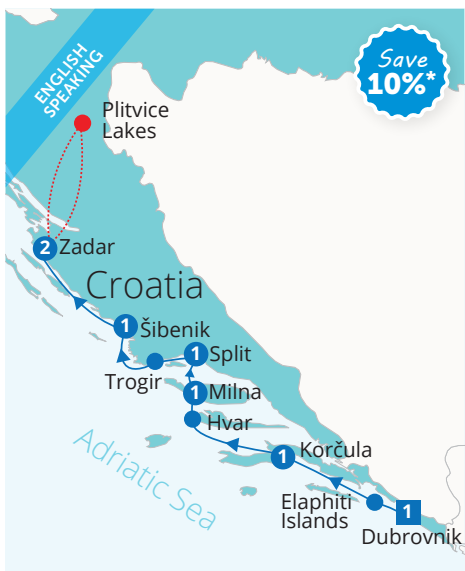 ENGLISH
SPEAKING
Save
10%*
Plitvice
Lakes
2 Zadar
Croatia
1 Šibenik
1 Split
Trogir
1 Milna
Hvar
Adriatic Sea
1 Korčula
Elaphiti
Islands
1
Dubrovnik